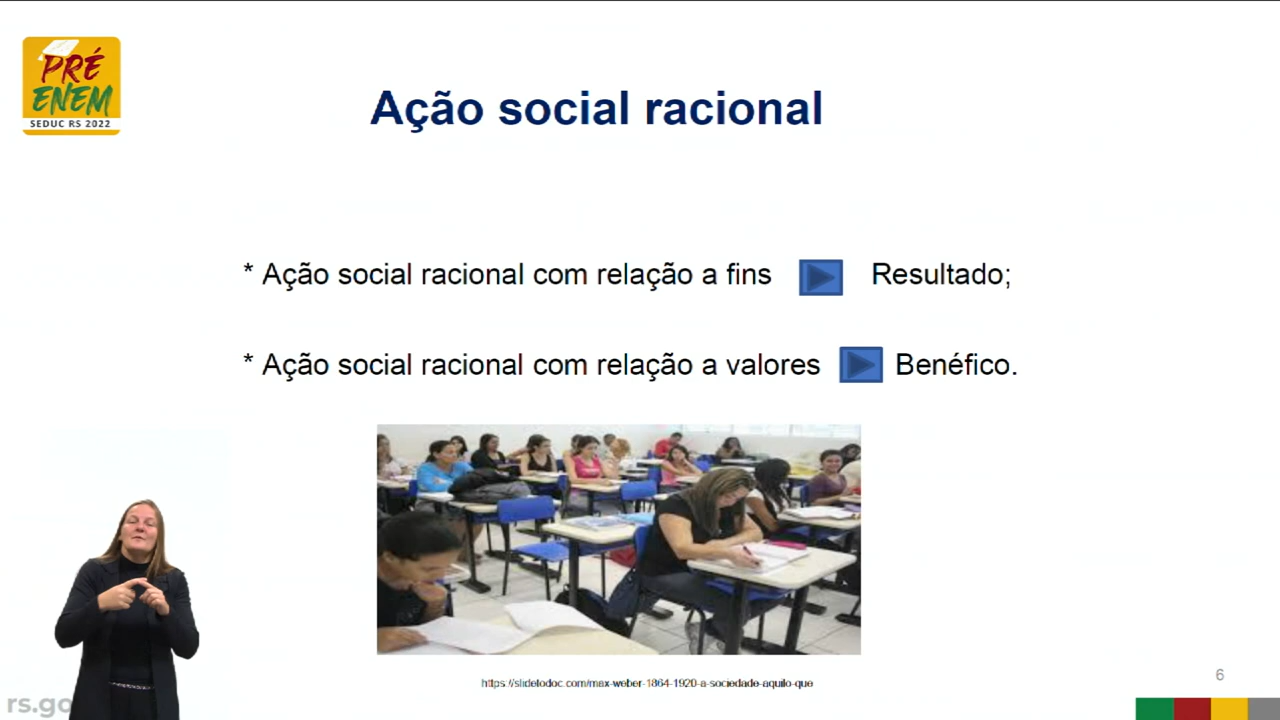 PRÉ
ENEM
SEDUC RS 2022
Ação social racional
* Ação social racional com relação a fins Resultado;
* Ação social racional com relação a valores Benéfico.
https://slidetodoc.com/max-weber-1864-1920-a-sociedade-aquilo-que
6
rs.go